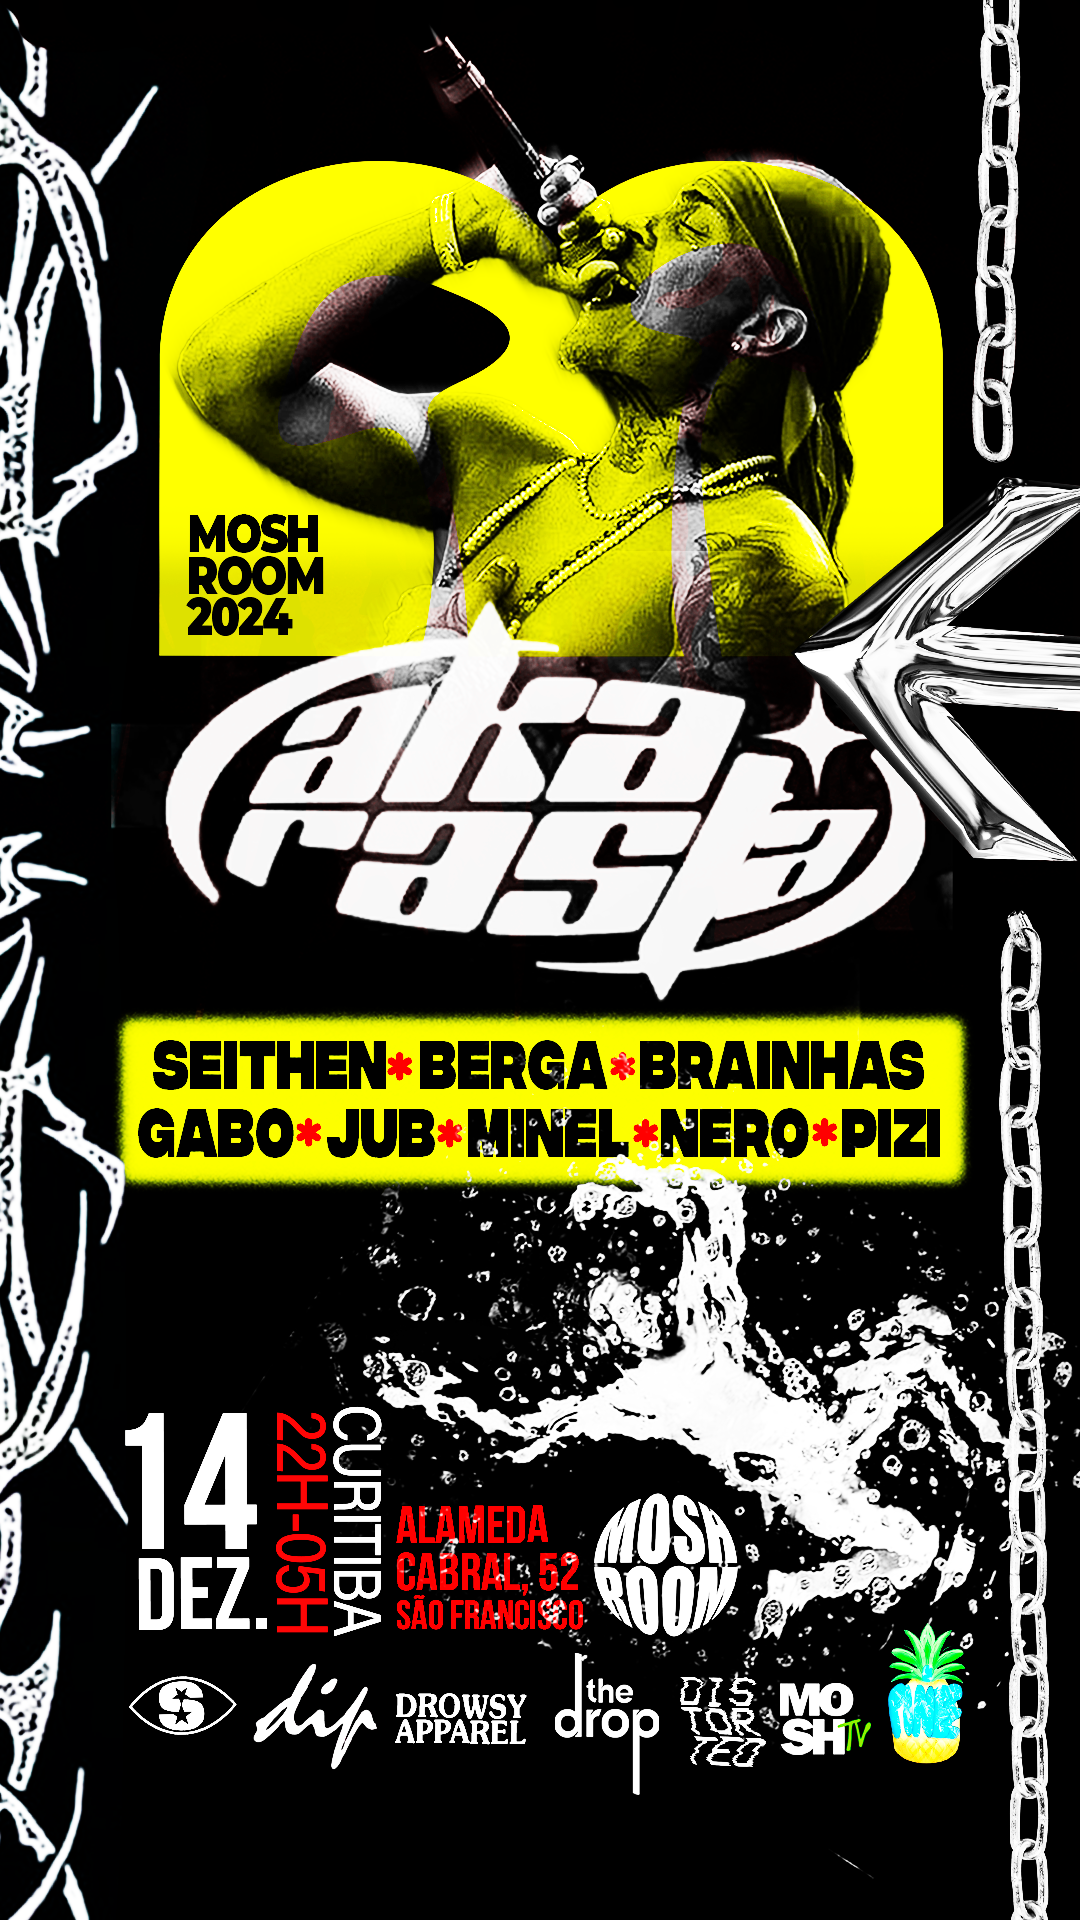 MOSH
ROOM
2024
aka
rasta
SEITHEN*BERGA*BRAINHAS
GABO*JUB*MINEL*NERO*PIZI
14
DEZ.
22H-05H
CURITIBA
ALAMEDA
CABRAL, 52
SÃO FRANCISCO
MOSH
ROOM
S
dip
DROWSY
APPAREL
the
drop
DIS
TOR
TED
MO
SH TV